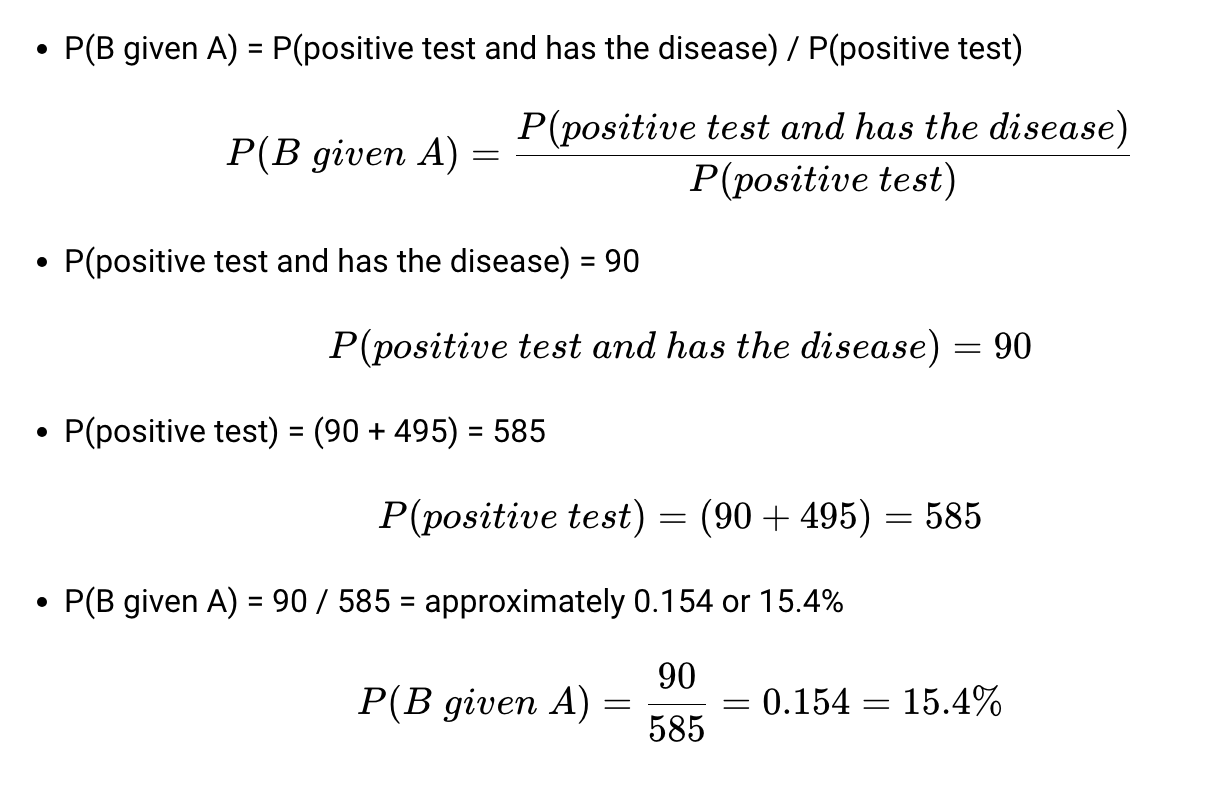 • P(B given A) = P(positive test and has the disease) / P(positive test)
P(B given A) = P(positive test and has the disease) / P(positive test)
• P(positive test and has the disease) = 90
P(positive test and has the disease) = 90
• P(positive test) = (90 + 495) = 585
P(positive test) = (90 + 495) = 585
• P(B given A) = 90 / 585 = approximately 0.154 or 15.4%
P(B given A) = 90 / 585 = 0.154 = 15.4%